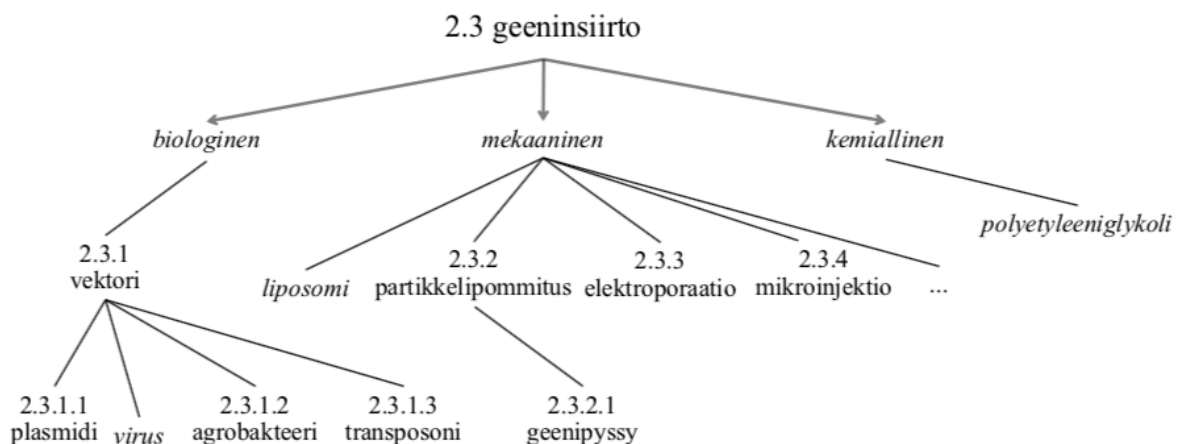 2.3 geeninsiirto
biologinen mekaaninen kemiallinen
polyetyleeniglykoli
2.3.1 2.3.2 2.3.3 2.3.4
vektori liposomi partikkelipommitus elektroporaatio mikroinjektio ...
2.3.1.1 2.3.1.2 2.3.1.3 2.3.2.1
plasmidi virus agrobakteeri transposoni geenipyssy